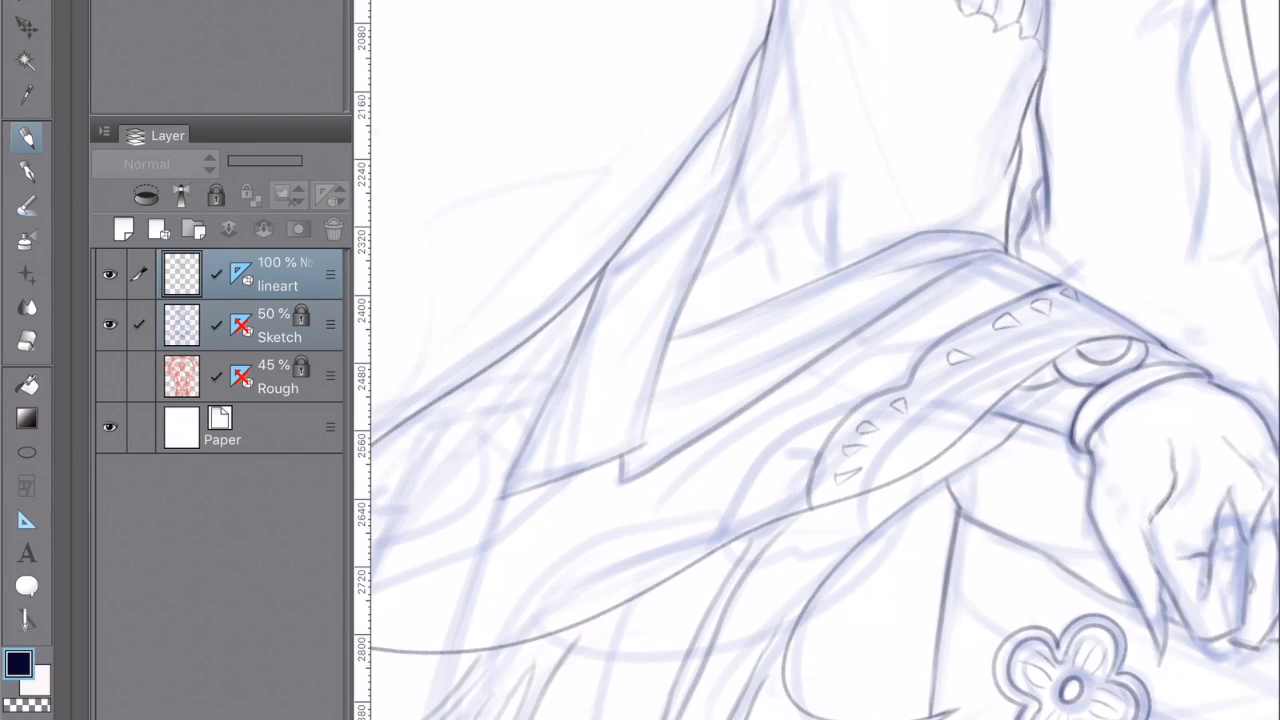 Layer
Normal
100 % No
lineart
50 %
Sketch
45 %
Rough
Paper
A
2080
2160
2240
2320
2400
2480
2560
2640
2720
2800